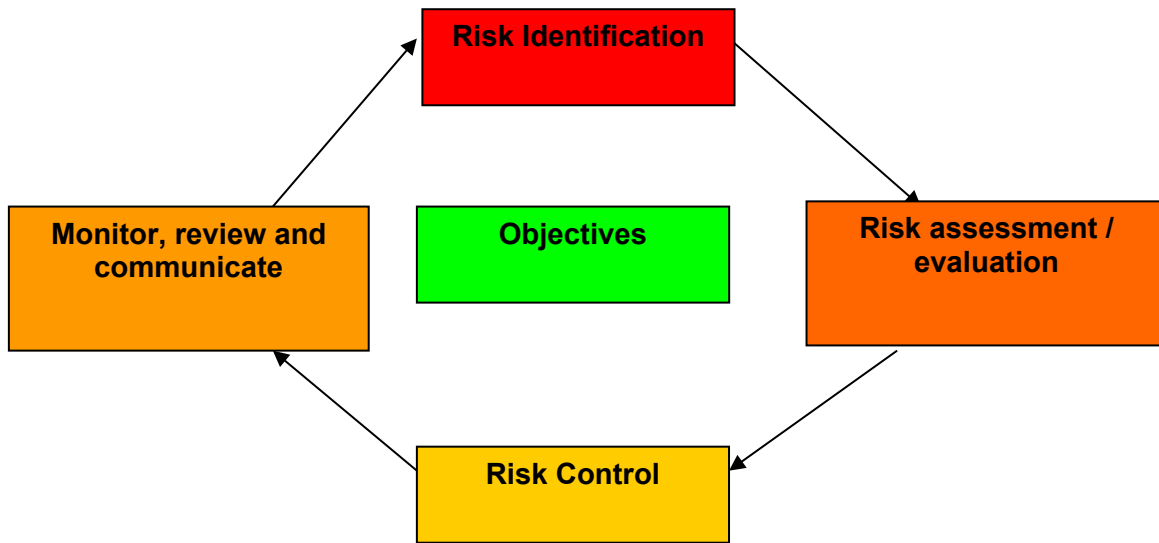 Risk Identification
Monitor, review and
communicate
Objectives
Risk assessment /
evaluation
Risk Control